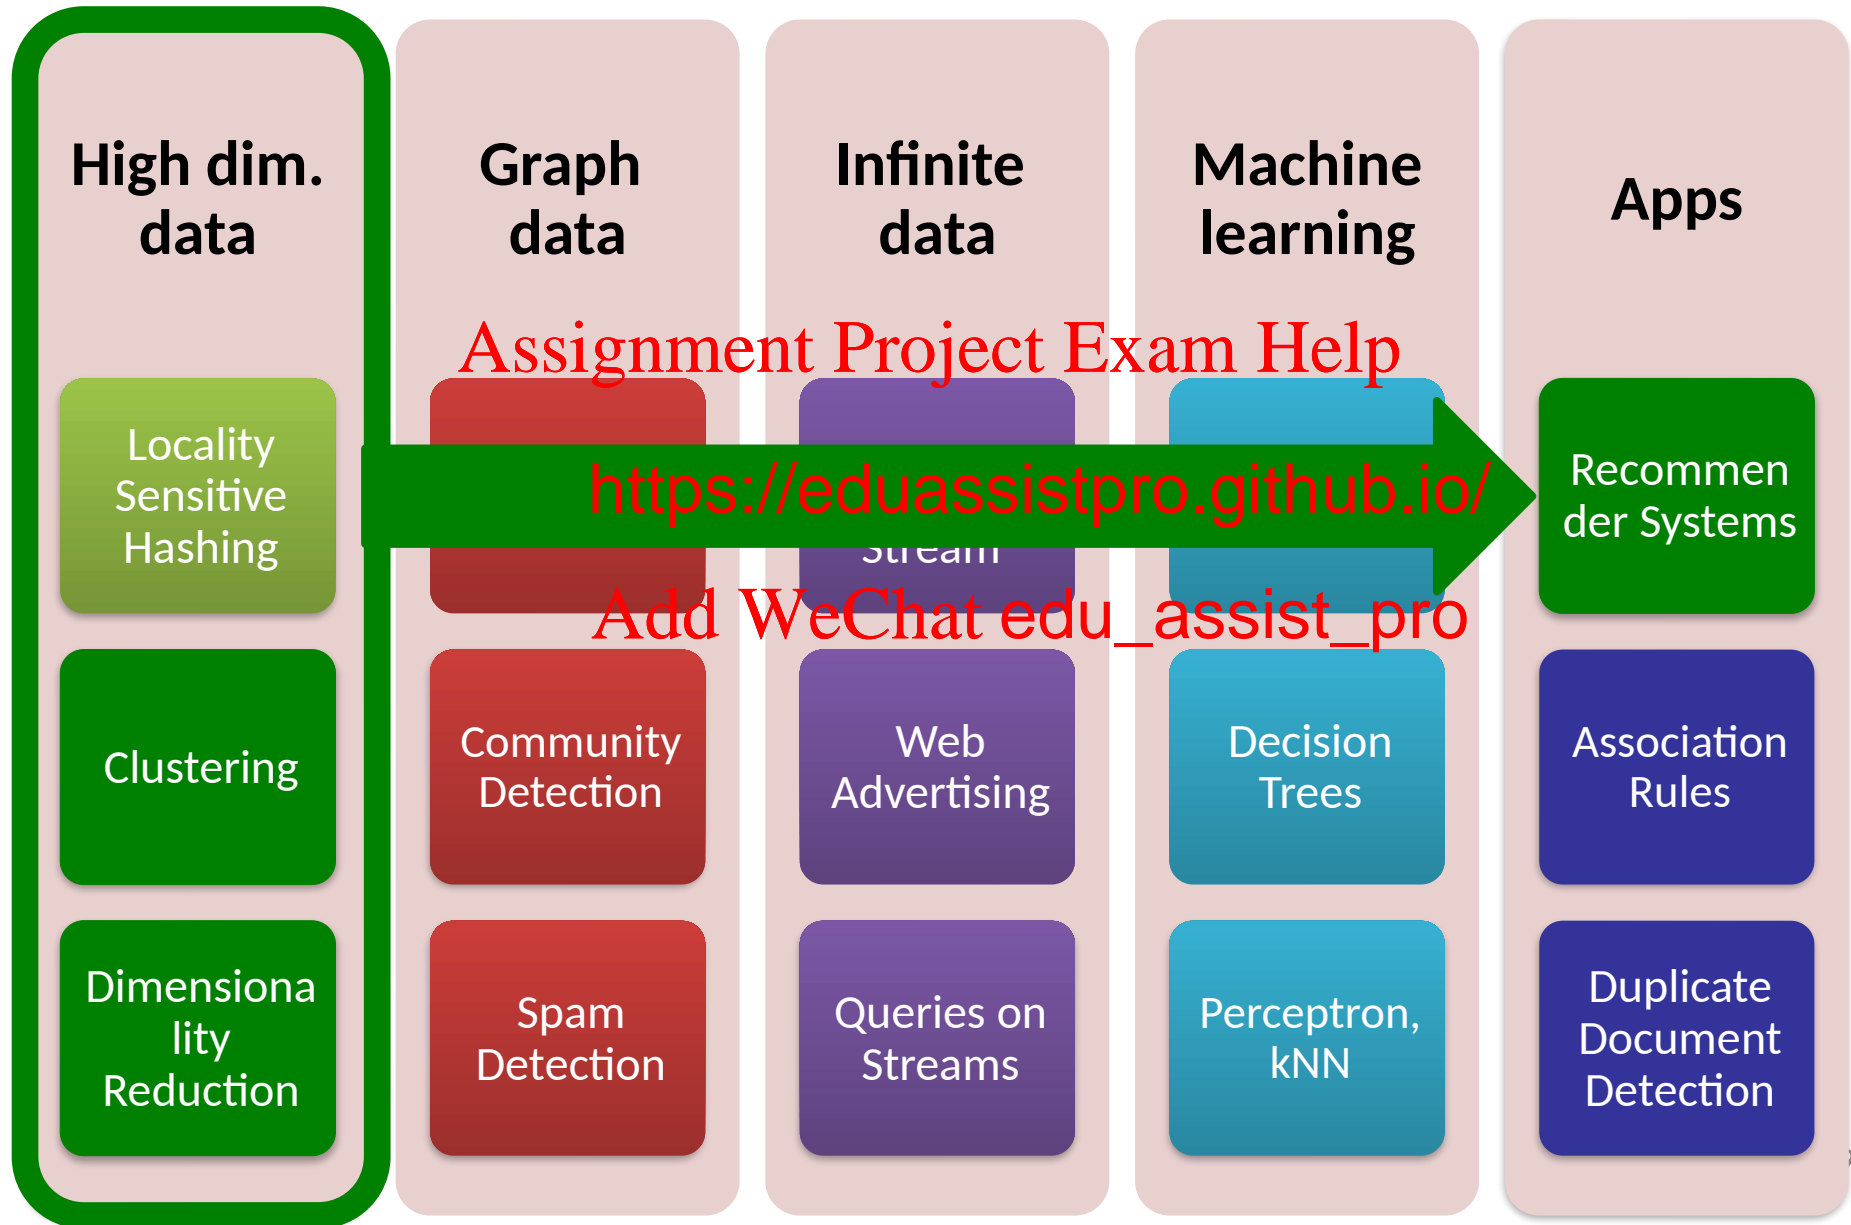 High dim.
data
Locality
Sensitive
Hashing
Clustering
Dimensiona
lity
Reduction
Graph
data
Community
Detection
Spam
Detection
Infinite
data
Stream
Web
Advertising
Queries on
Streams
Machine
learning
Decision
Trees
Perceptron,
kNN
Apps
Recommen
der Systems
Association
Rules
Duplicate
Document
Detection
Assignment Project Exam Help
https://eduassistpro.github.io/
Add WeChat edu_assist_pro